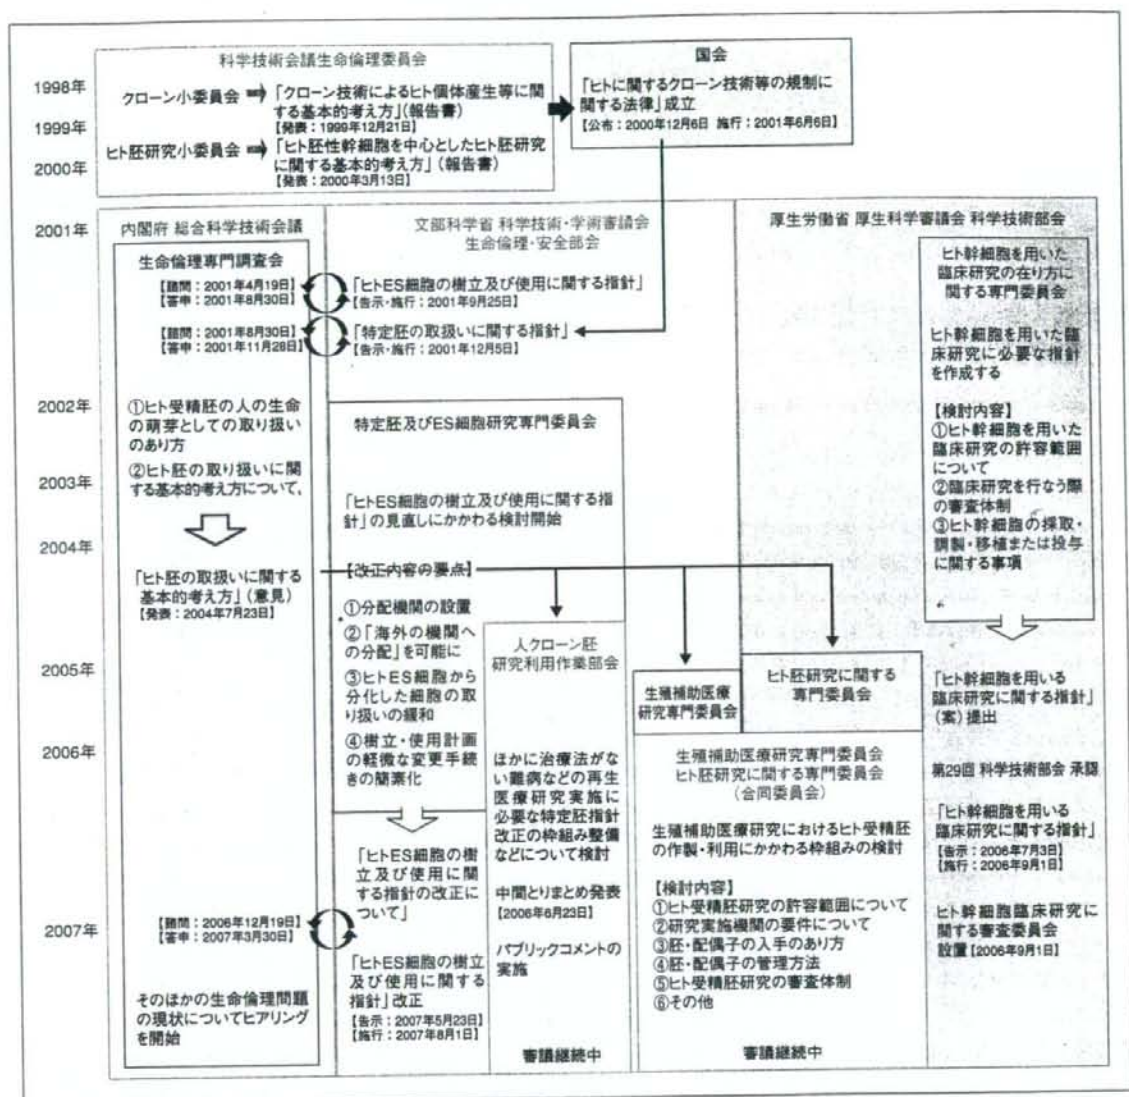 1998年
1999年
2000年
2001年
2002年
2003年
2004年
2005年
2006年
2007年
科学技術会議生命倫理委員会
クローン小委員会
「クローン技術によるヒト個体産生等に関
する基本的考え方」(報告書)
【発表:1999年12月21日】
ヒト胚研究小委員会
「ヒト胚性幹細胞を中心としたヒト胚研究
に関する基本的考え方」(報告書)
【発表:2000年3月13日】
国会
「ヒトに関するクローン技術等の規制に
関する法律」成立
【公布:2000年12月6日 施行:2001年6月6日】
内閣府 総合科学技術会議
生命倫理専門調査会
【諮問:2001年4月19日】
【答申:2001年8月30日】
【諮問:2001年8月30日】
【答申:2001年11月28日】
①ヒト受精胚の人の生命
の萌芽としての取り扱い
のあり方
②ヒト胚の取り扱いに関
する基本的考え方について、
「ヒト胚の取扱いに関する
基本的考え方」(意見)
【発表:2004年7月23日】
【諮問:2006年12月19日】
【答申:2007年3月30日】
そのほかの生命倫理問題
の現状についてヒアリング
を開始
文部科学省 科学技術・学術審議会
生命倫理・安全部会
「ヒトES細胞の樹立及び使用に関する指針」
【告示・施行:2001年9月25日】
「特定胚の取扱いに関する指針」
【告示・施行:2001年12月5日】
特定胚及びES細胞研究専門委員会
「ヒトES細胞の樹立及び使用に関する指
針」の見直しにかかわる検討開始
【改正内容の要点】
①分配機関の設置
②「海外の機関へ
の分配」を可能に
③ヒトES細胞から
分化した細胞の取
り扱いの緩和
④樹立・使用計画
の軽微な変更手続
きの簡素化
「ヒトES細胞の樹
立及び使用に関
する指針の改正に
ついて」
「ヒトES細胞の樹立
及び使用に関する
指針」改正
【告示:2007年5月23日】
【施行:2007年8月1日】
人クローン胚
研究利用作業部会
ほかに治療法がな
い難病などの再生
医療研究実施に
必要な特定胚指針
改正の枠組み整備
などについて検討
中間とりまとめ発表
【2006年6月23日】
パブリックコメントの
実施
審議継続中
生殖補助医療
研究専門委員会
厚生労働省 厚生科学審議会 科学技術部会
ヒト胚研究に関する
専門委員会
生殖補助医療研究専門委員会
ヒト胚研究に関する専門委員会
(合同委員会)
生殖補助医療研究におけるヒト受精胚
の作製・利用にかかわる枠組みの検討
【検討内容】
①ヒト受精胚研究の許容範囲について
②研究実施機関の要件について
③胚・配偶子の入手のあり方
④胚・配偶子の管理方法
⑤ヒト受精胚研究の審査体制
⑥その他
審議継続中
ヒト幹細胞を用いた
臨床研究の在り方に
関する専門委員会
ヒト幹細胞を用いた臨
床研究に必要な指針
を作成する
【検討内容】
①ヒト幹細胞を用いた
臨床研究の許容範囲
について
②臨床研究を行なう際
の審査体制
③ヒト幹細胞の採取・
調製・移植または投与
に関する事項
「ヒト幹細胞を用いる
臨床研究に関する指針」
(案)提出
第29回 科学技術部会 承認
「ヒト幹細胞を用いる
臨床研究に関する指針」
【告示:2006年7月3日】
【施行:2006年9月1日】
ヒト幹細胞臨床研究に
関する審査委員会
設置【2006年9月1日】